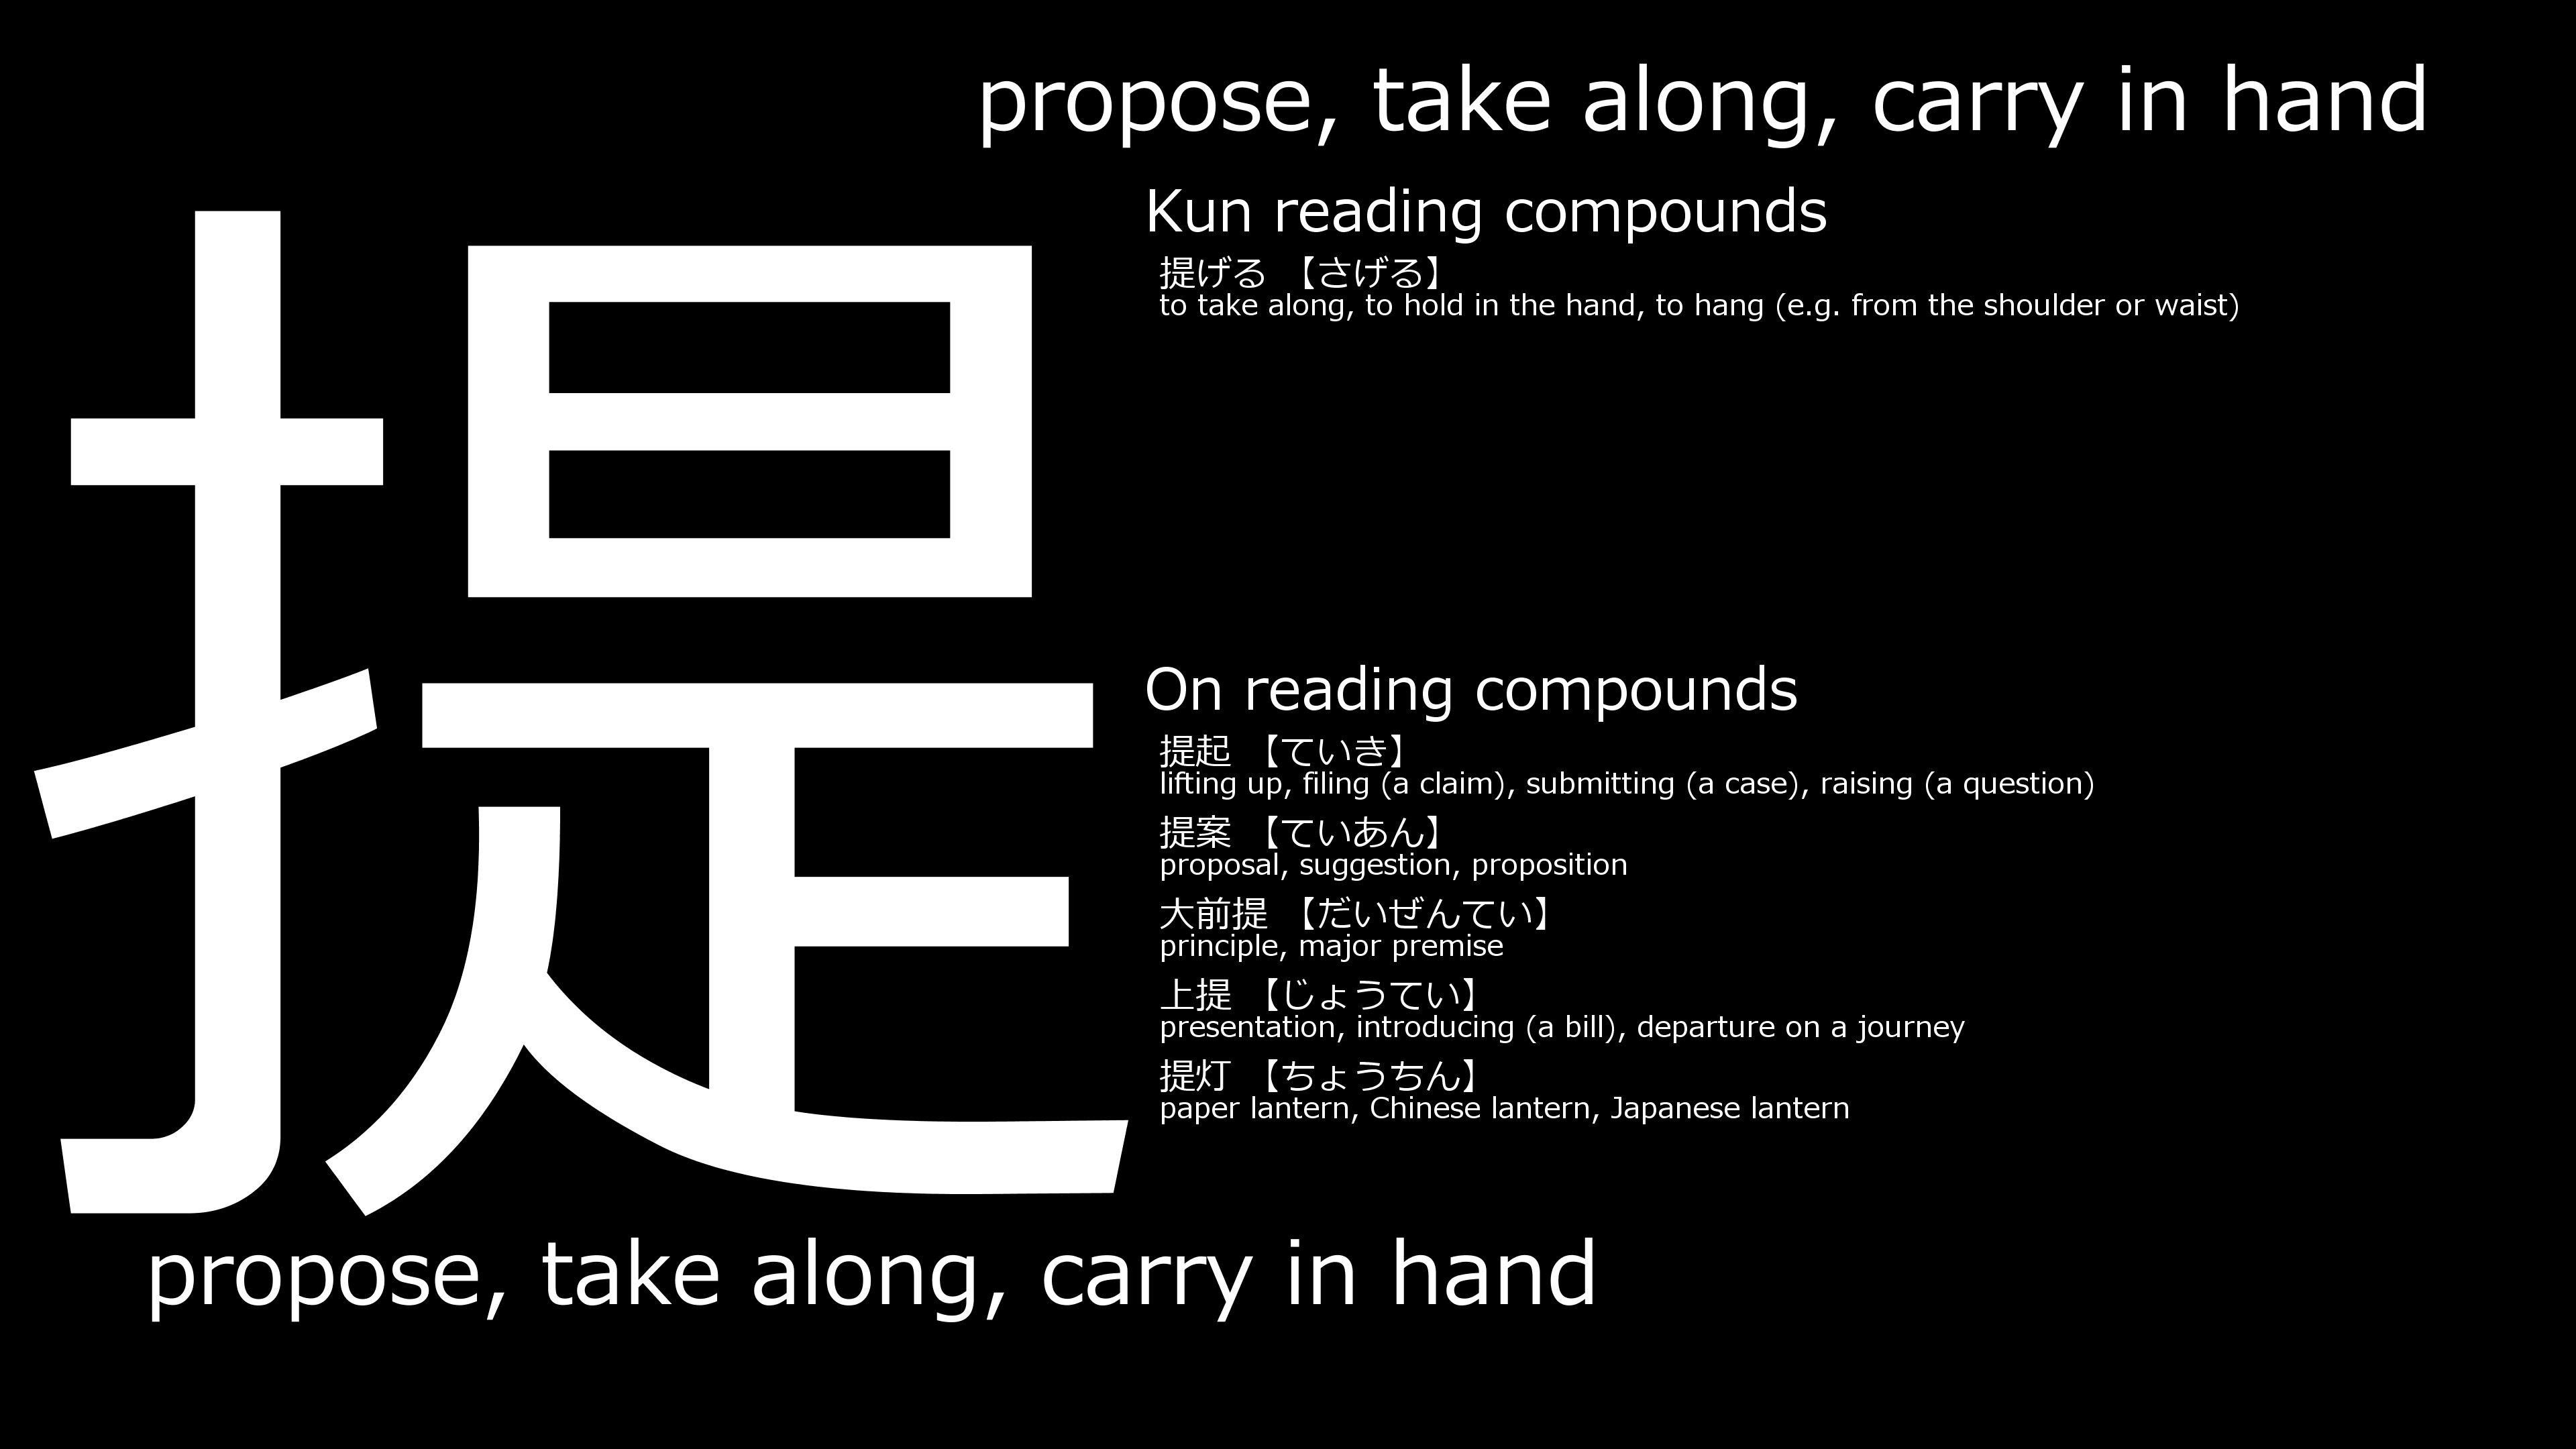 propose, take along, carry in hand
提
Kun reading compounds
提げる 【さげる】
to take along, to hold in the hand, to hang (e.g. from the shoulder or waist)
On reading compounds
提起 【ていき】
lifting up, filing (a claim), submitting (a case), raising (a question)
提案 【ていあん】
proposal, suggestion, proposition
大前提 【だいぜんてい】
principle, major premise
上提 【じょうてい】
presentation, introducing (a bill), departure on a journey
提灯 【ちょうちん】
paper lantern, Chinese lantern, Japanese lantern
propose, take along, carry in hand